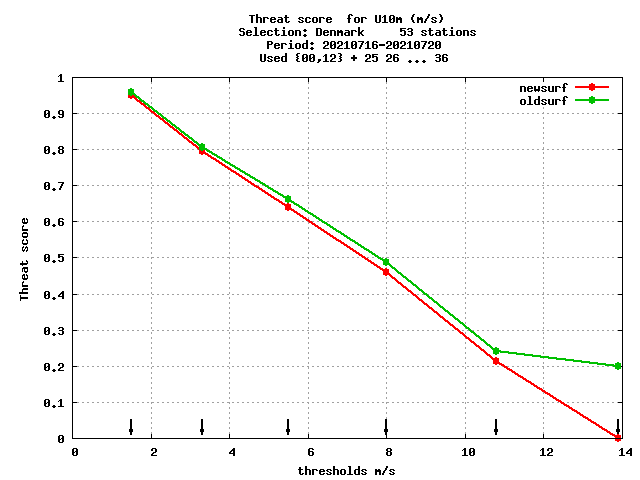 Threat score  for U10m (m/s)
Selection: Denmark     53 stations
Period: 20210716-20210720
Used {00,12} + 25 26 ... 36
newsurf
oldsurf
1
0.9
0.8
0.7
0.6
0.5
0.4
0.3
0.2
0.1
0
Threat score
0 2 4 6 8 10 12 14
thresholds m/s